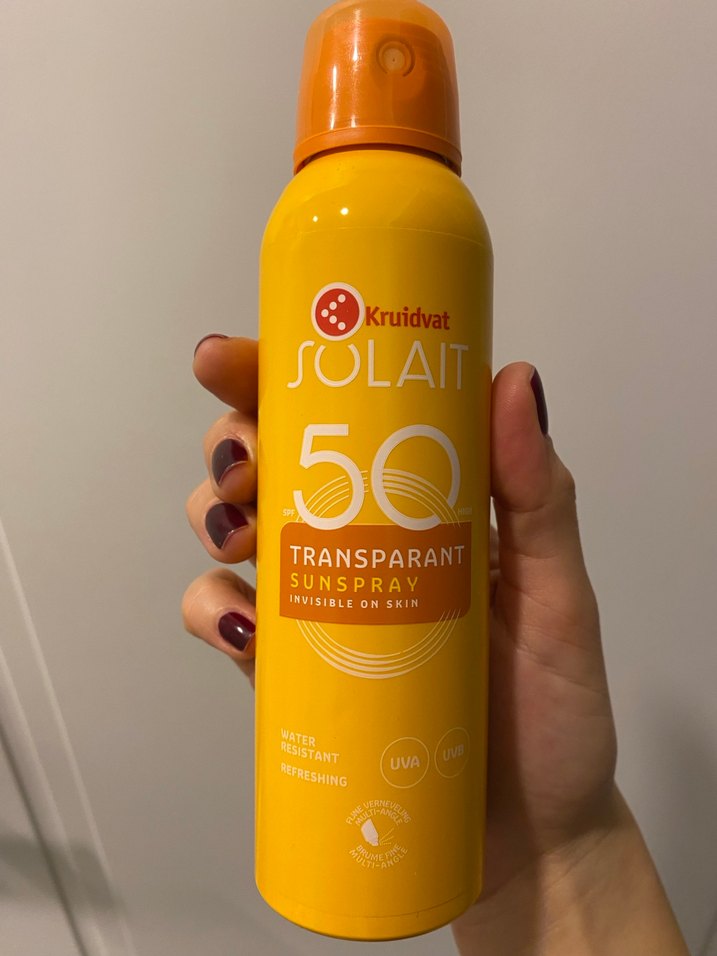 Kruidvat
SOLAIT
50
SPF HIGH
TRANSPARANT
SUNSPRAY
INVISIBLE ON SKIN
WATER
RESISTANT
REFRESHING
UVA
UVB
FIJNE VERNEVELING
MULTI-ANGLE
BRUME FINE
MULTI-ANGLE